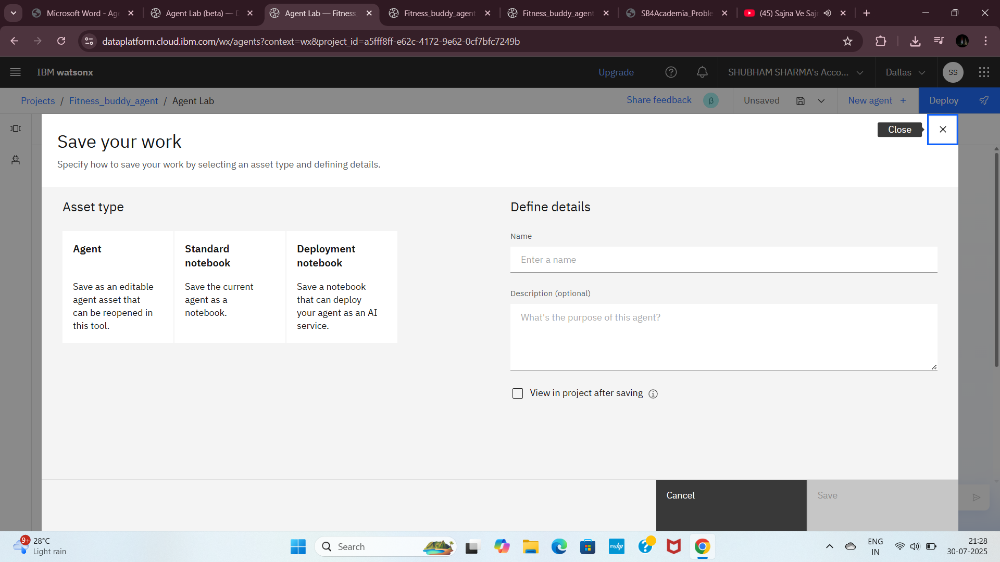 Microsoft Word - Age
Agent Lab (beta) —
Agent Lab — Fitness_
Fitness_buddy_agent
Fitness_buddy_agent
SB4Academia_Proble
(45) Sajna Ve Saj
dataplatform.cloud.ibm.com/wx/agents?context=wx&project_id=a5fff8ff-e62c-4172-9e62-0cf7bfc7249b
IBM watsonx
Upgrade
SHUBHAM SHARMA's Acco...
Dallas
SS
Projects / Fitness_buddy_agent / Agent Lab
Share feedback
β
Unsaved
New agent +
Deploy
Save your work
Close
Specify how to save your work by selecting an asset type and defining details.
Asset type
Agent
Save as an editable
agent asset that
can be reopened in
this tool.
Standard
notebook
Save the current
agent as a
notebook.
Deployment
notebook
Save a notebook
that can deploy
your agent as an AI
service.
Define details
Name
Enter a name
Description (optional)
What's the purpose of this agent?
View in project after saving
Cancel
Save
9+
28°C
Light rain
Search
myhp
ENG
IN
21:28
30-07-2025